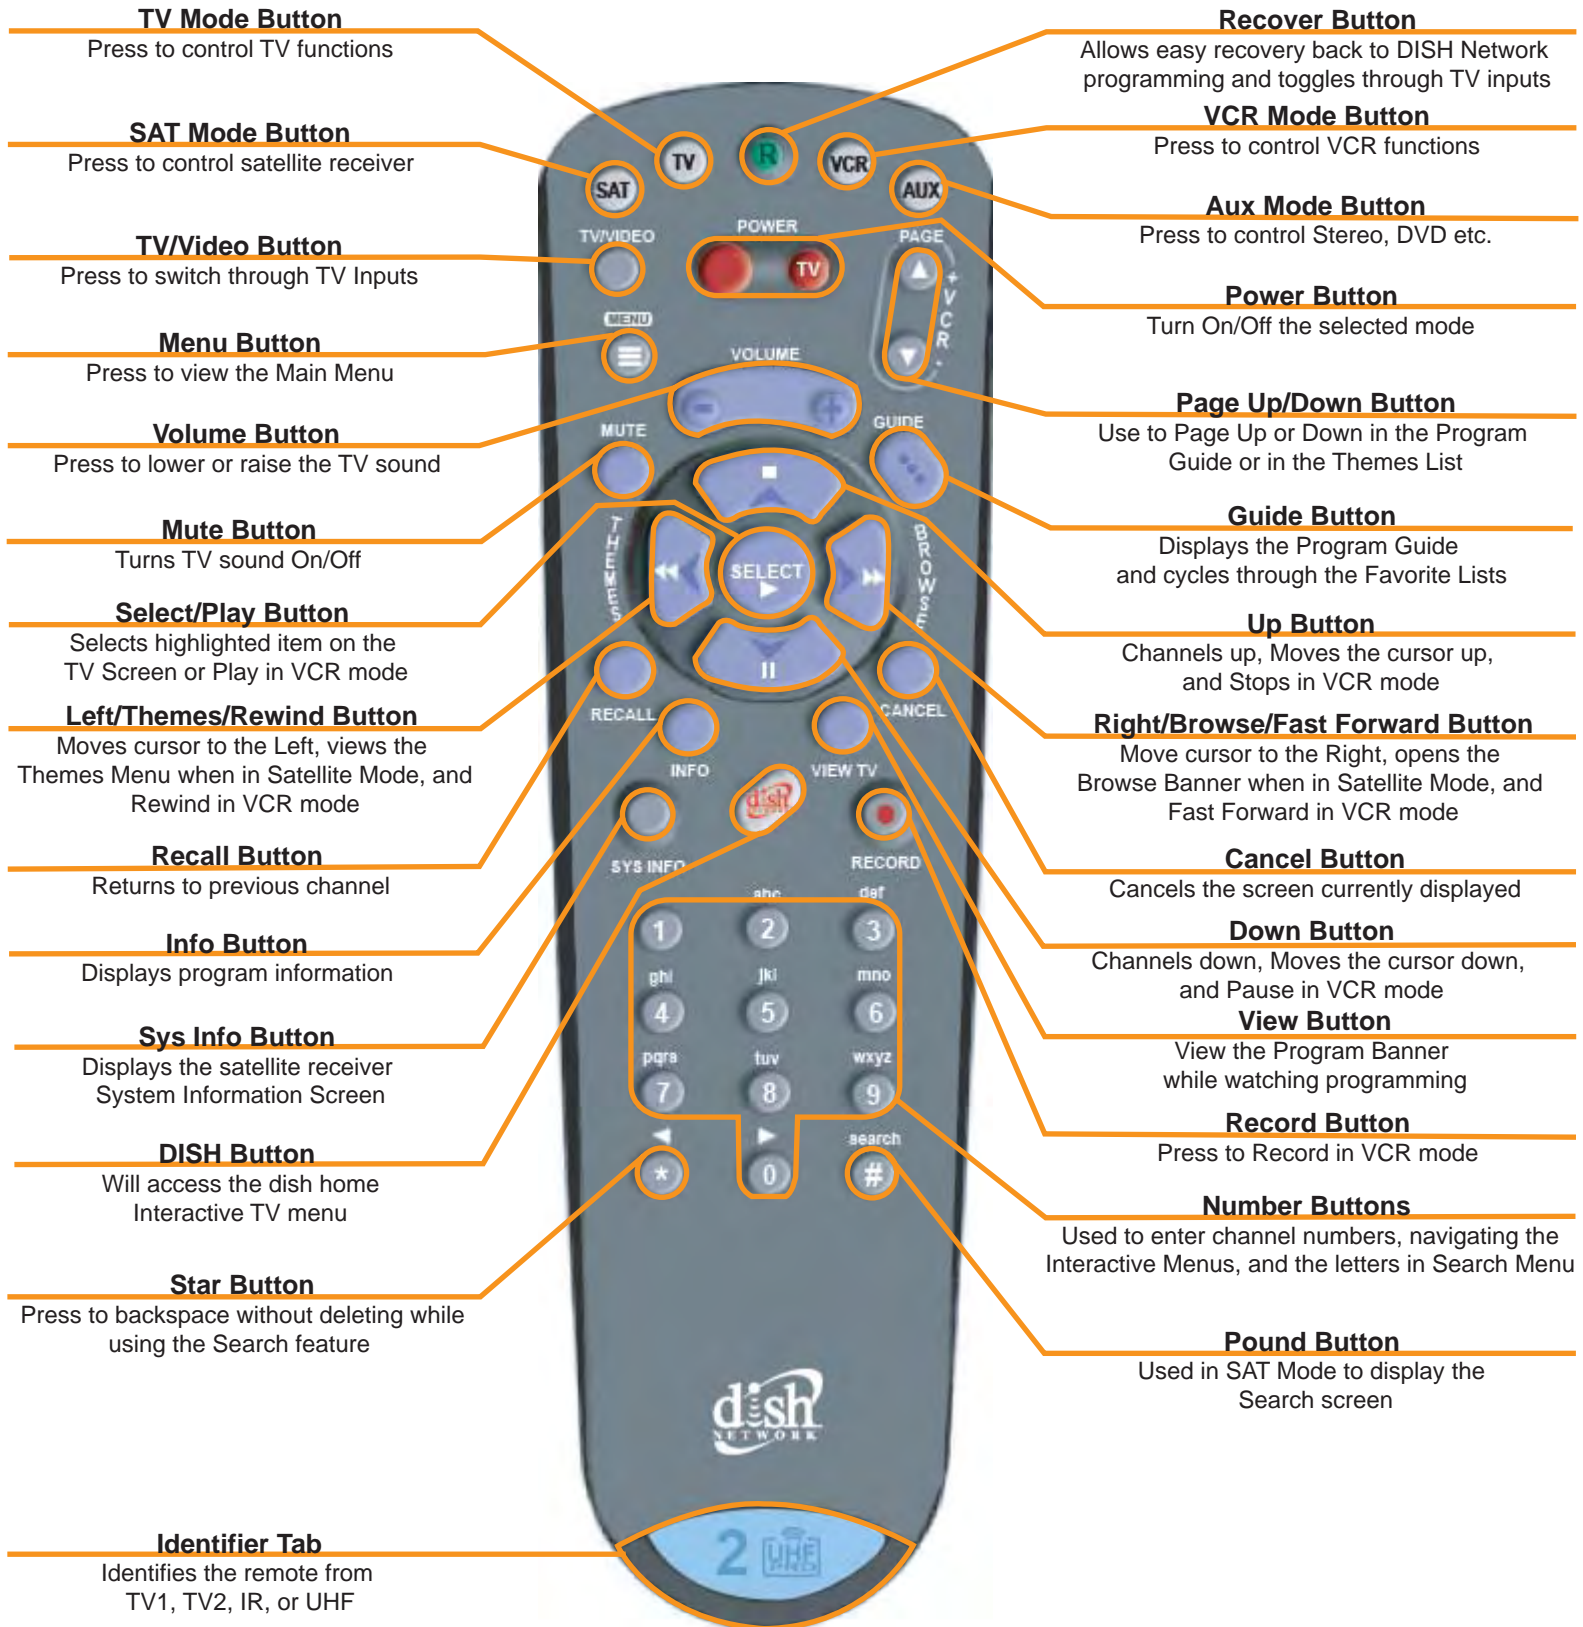 TV Mode Button
Press to control TV functions
SAT Mode Button
Press to control satellite receiver
TV/Video Button
Press to switch through TV Inputs
Menu Button
Press to view the Main Menu
Volume Button
Press to lower or raise the TV sound
Mute Button
Turns TV sound On/Off
Select/Play Button
Selects highlighted item on the
TV Screen or Play in VCR mode
Left/Themes/Rewind Button
Moves cursor to the Left, views the
Themes Menu when in Satellite Mode, and
Rewind in VCR mode
Recall Button
Returns to previous channel
Info Button
Displays program information
Sys Info Button
Displays the satellite receiver
System Information Screen
DISH Button
Will access the dish home
Interactive TV menu
Star Button
Press to backspace without deleting while
using the Search feature
Identifier Tab
Identifies the remote from
TV1, TV2, IR, or UHF
TV
R
VCR
SAT
AUX
TV/VIDEO
POWER
PAGE
TV
+ VCR -
MENU
VOLUME
- +
MUTE
GUIDE
THEMES
SELECT
BROWSE
RECALL
CANCEL
INFO
VIEW TV
dish
SYS INFO
RECORD
abc
def
1
2
3
ghi
jkl
mno
4
5
6
pqrs
tuv
wxyz
7
8
9
search
*
0
#
dish
NETWORK
2
UHF
PRO
Recover Button
Allows easy recovery back to DISH Network
programming and toggles through TV inputs
VCR Mode Button
Press to control VCR functions
Aux Mode Button
Press to control Stereo, DVD etc.
Power Button
Turn On/Off the selected mode
Page Up/Down Button
Use to Page Up or Down in the Program
Guide or in the Themes List
Guide Button
Displays the Program Guide
and cycles through the Favorite Lists
Up Button
Channels up, Moves the cursor up,
and Stops in VCR mode
Right/Browse/Fast Forward Button
Move cursor to the Right, opens the
Browse Banner when in Satellite Mode, and
Fast Forward in VCR mode
Cancel Button
Cancels the screen currently displayed
Down Button
Channels down, Moves the cursor down,
and Pause in VCR mode
View Button
View the Program Banner
while watching programming
Record Button
Press to Record in VCR mode
Number Buttons
Used to enter channel numbers, navigating the
Interactive Menus, and the letters in Search Menu
Pound Button
Used in SAT Mode to display the
Search screen